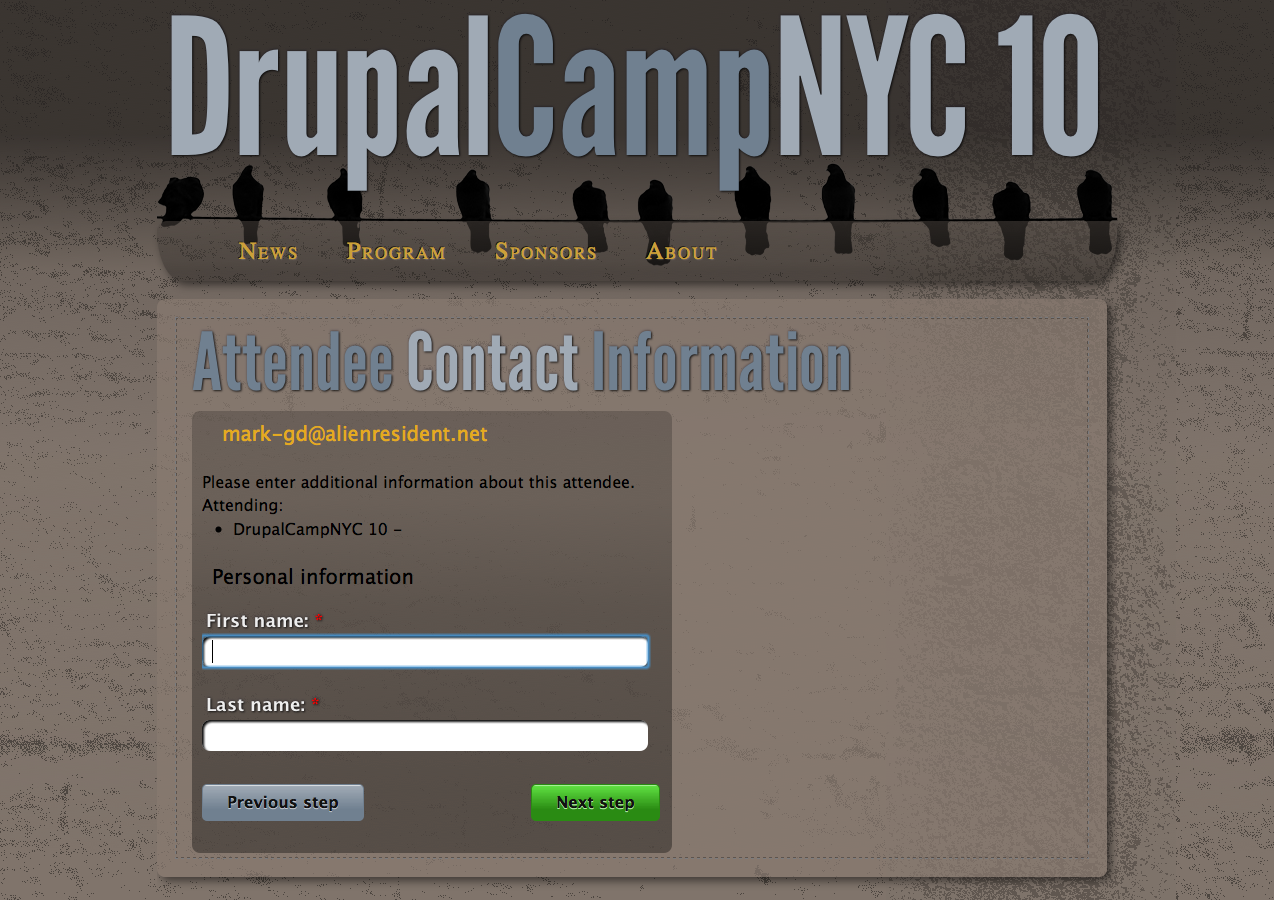 DrupalCampNYC 10
News Program Sponsors About
Attendee Contact Information
mark-gd@alienresident.net
Please enter additional information about this attendee.
Attending:
• DrupalCampNYC 10 –
Personal information
First name: *
Last name: *
Previous step Next step